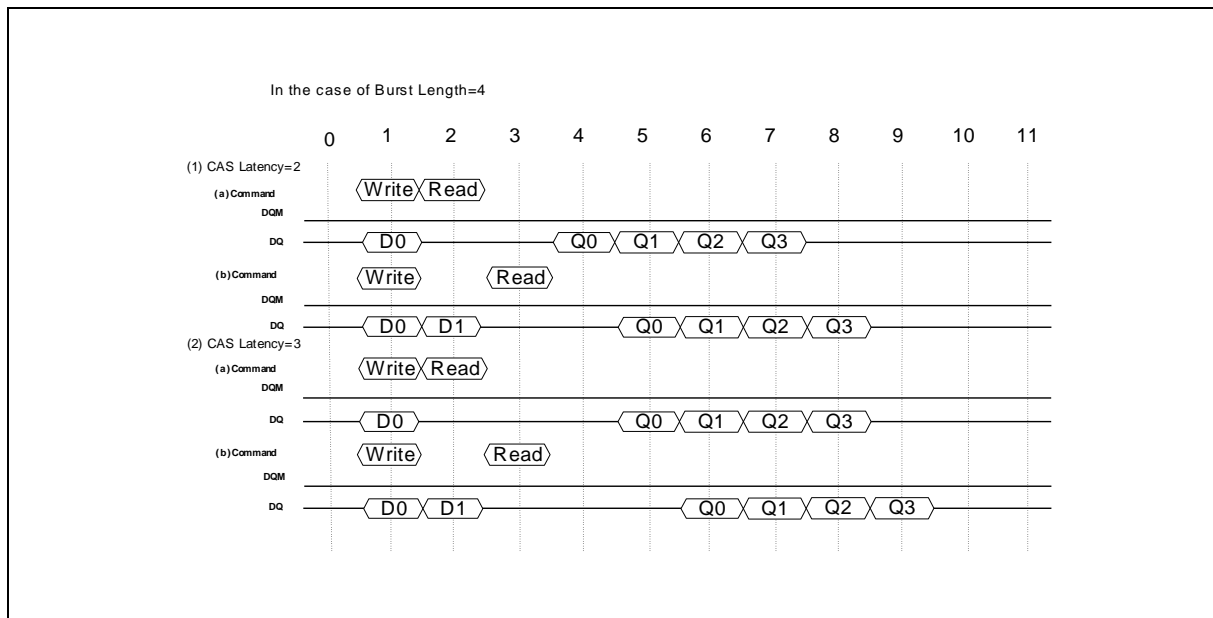 In the case of Burst Length=4
0 1 2 3 4 5 6 7 8 9 10 11
(1) CAS Latency=2
(a)Command Write Read
DQM
DQ D0 Q0 Q1 Q2 Q3
(b)Command Write Read
DQM
DQ D0 D1 Q0 Q1 Q2 Q3
(2) CAS Latency=3
(a)Command Write Read
DQM
DQ D0 Q0 Q1 Q2 Q3
(b)Command Write Read
DQM
DQ D0 D1 Q0 Q1 Q2 Q3